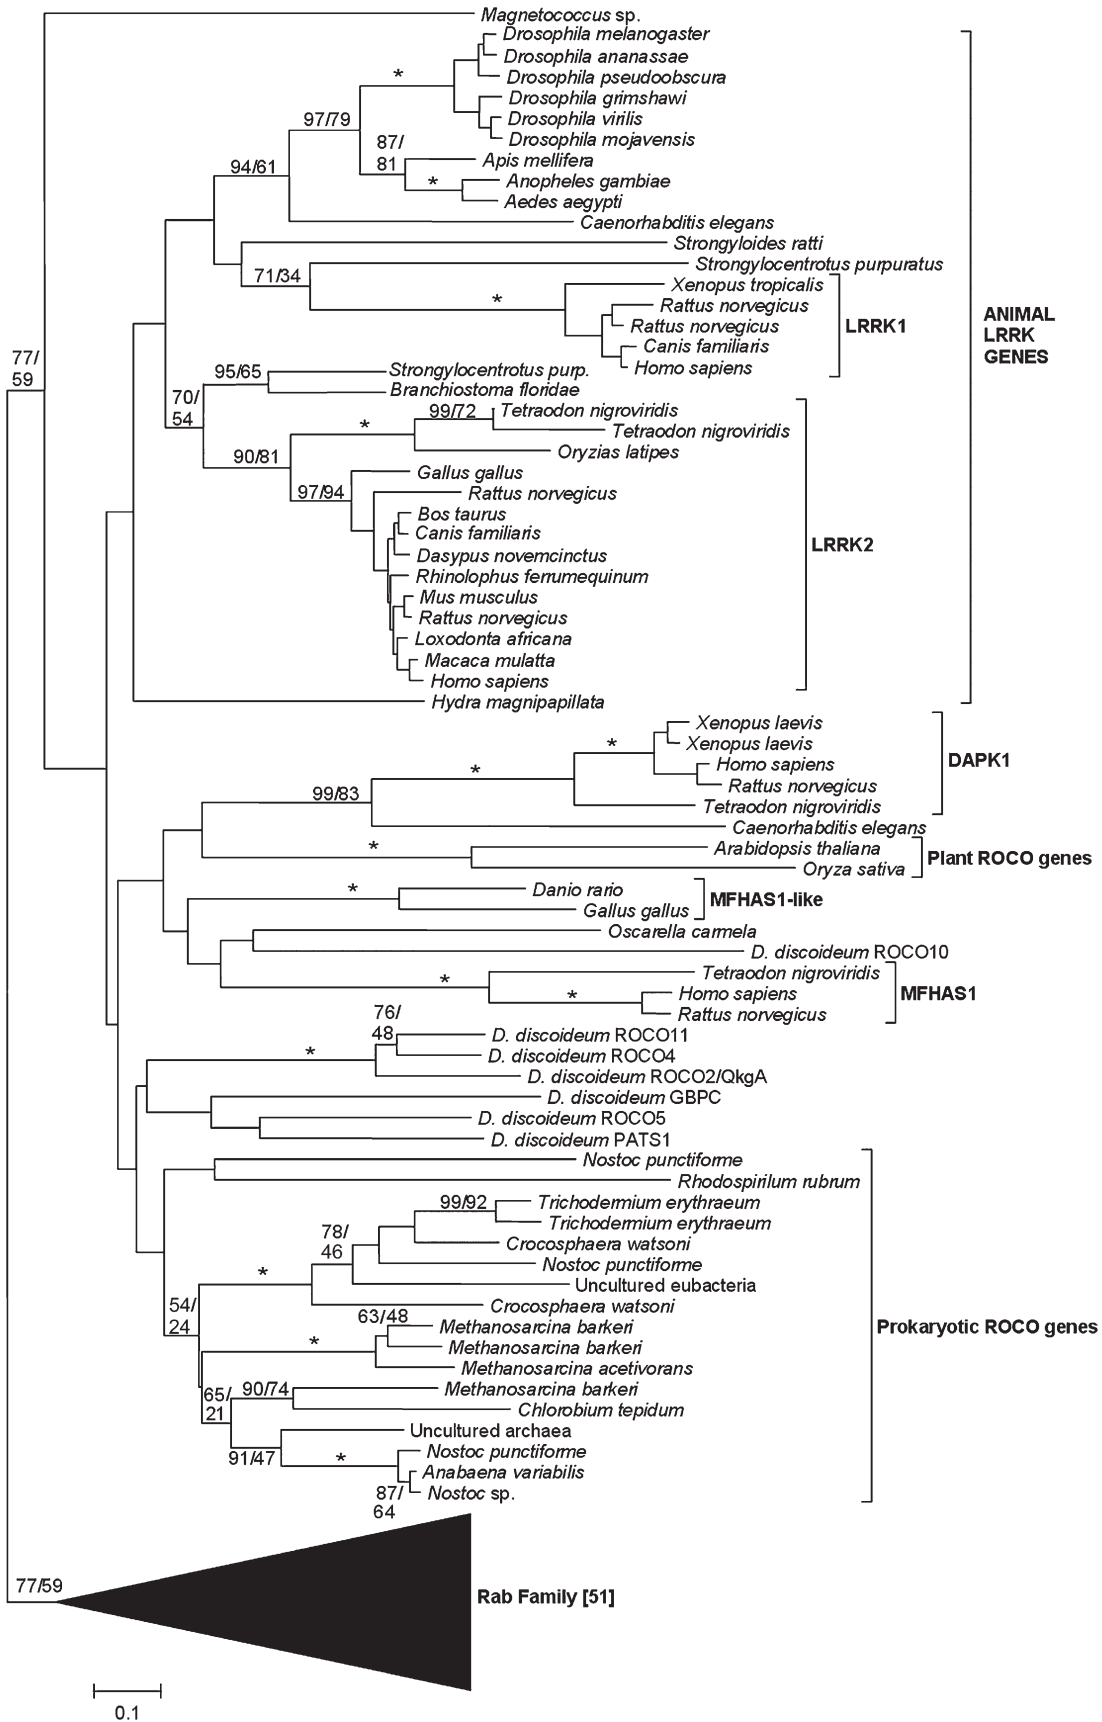 Magnetococcus sp.
Drosophila melanogaster
Drosophila ananassae
*
Drosophila pseudoobscura
Drosophila grimshawi
97/79
Drosophila virilis
Drosophila mojavensis
87/
81
Apis mellifera
94/61
*
Anopheles gambiae
Aedes aegypti
Caenorhabditis elegans
Strongyloides ratti
Strongylocentrotus purpuratus
71/34
Xenopus tropicalis
*
Rattus norvegicus
Rattus norvegicus
LRRK1
Canis familiaris
Homo sapiens
ANIMAL
LRRK
GENES
77/
59
95/65
Strongylocentrotus purp.
Branchiostoma floridae
70/
54
99/72
Tetraodon nigroviridis
*
Tetraodon nigroviridis
90/81
Oryzias latipes
Gallus gallus
97/94
Rattus norvegicus
Bos taurus
Canis familiaris
LRRK2
Dasypus novemcinctus
Rhinolophus ferrumequinum
Mus musculus
Rattus norvegicus
Loxodonta africana
Macaca mulatta
Homo sapiens
Hydra magnipapillata
Xenopus laevis
*
Xenopus laevis
DAPK1
*
Homo sapiens
Rattus norvegicus
99/83
Tetraodon nigroviridis
Caenorhabditis elegans
*
Arabidopsis thaliana
Plant ROCO genes
Oryza sativa
*
Danio rario
MFHAS1-like
Gallus gallus
Oscarella carmela
D. discoideum ROCO10
*
Tetraodon nigroviridis
*
Homo sapiens
MFHAS1
Rattus norvegicus
76/
48
D. discoideum ROCO11
*
D. discoideum ROCO4
D. discoideum ROCO2/QkgA
D. discoideum GBPC
D. discoideum ROCO5
D. discoideum PATS1
Nostoc punctiforme
Rhodospirilum rubrum
99/92
Trichodermium erythraeum
Trichodermium erythraeum
78/
46
Crocosphaera watsoni
*
Nostoc punctiforme
Uncultured eubacteria
54/
24
Crocosphaera watsoni
63/48
Methanosarcina barkeri
Prokaryotic ROCO genes
*
Methanosarcina barkeri
Methanosarcina acetivorans
65/
21
90/74
Methanosarcina barkeri
Chlorobium tepidum
Uncultured archaea
91/47
*
Nostoc punctiforme
Anabaena variabilis
87/
64
Nostoc sp.
77/59
Rab Family [51]
0.1